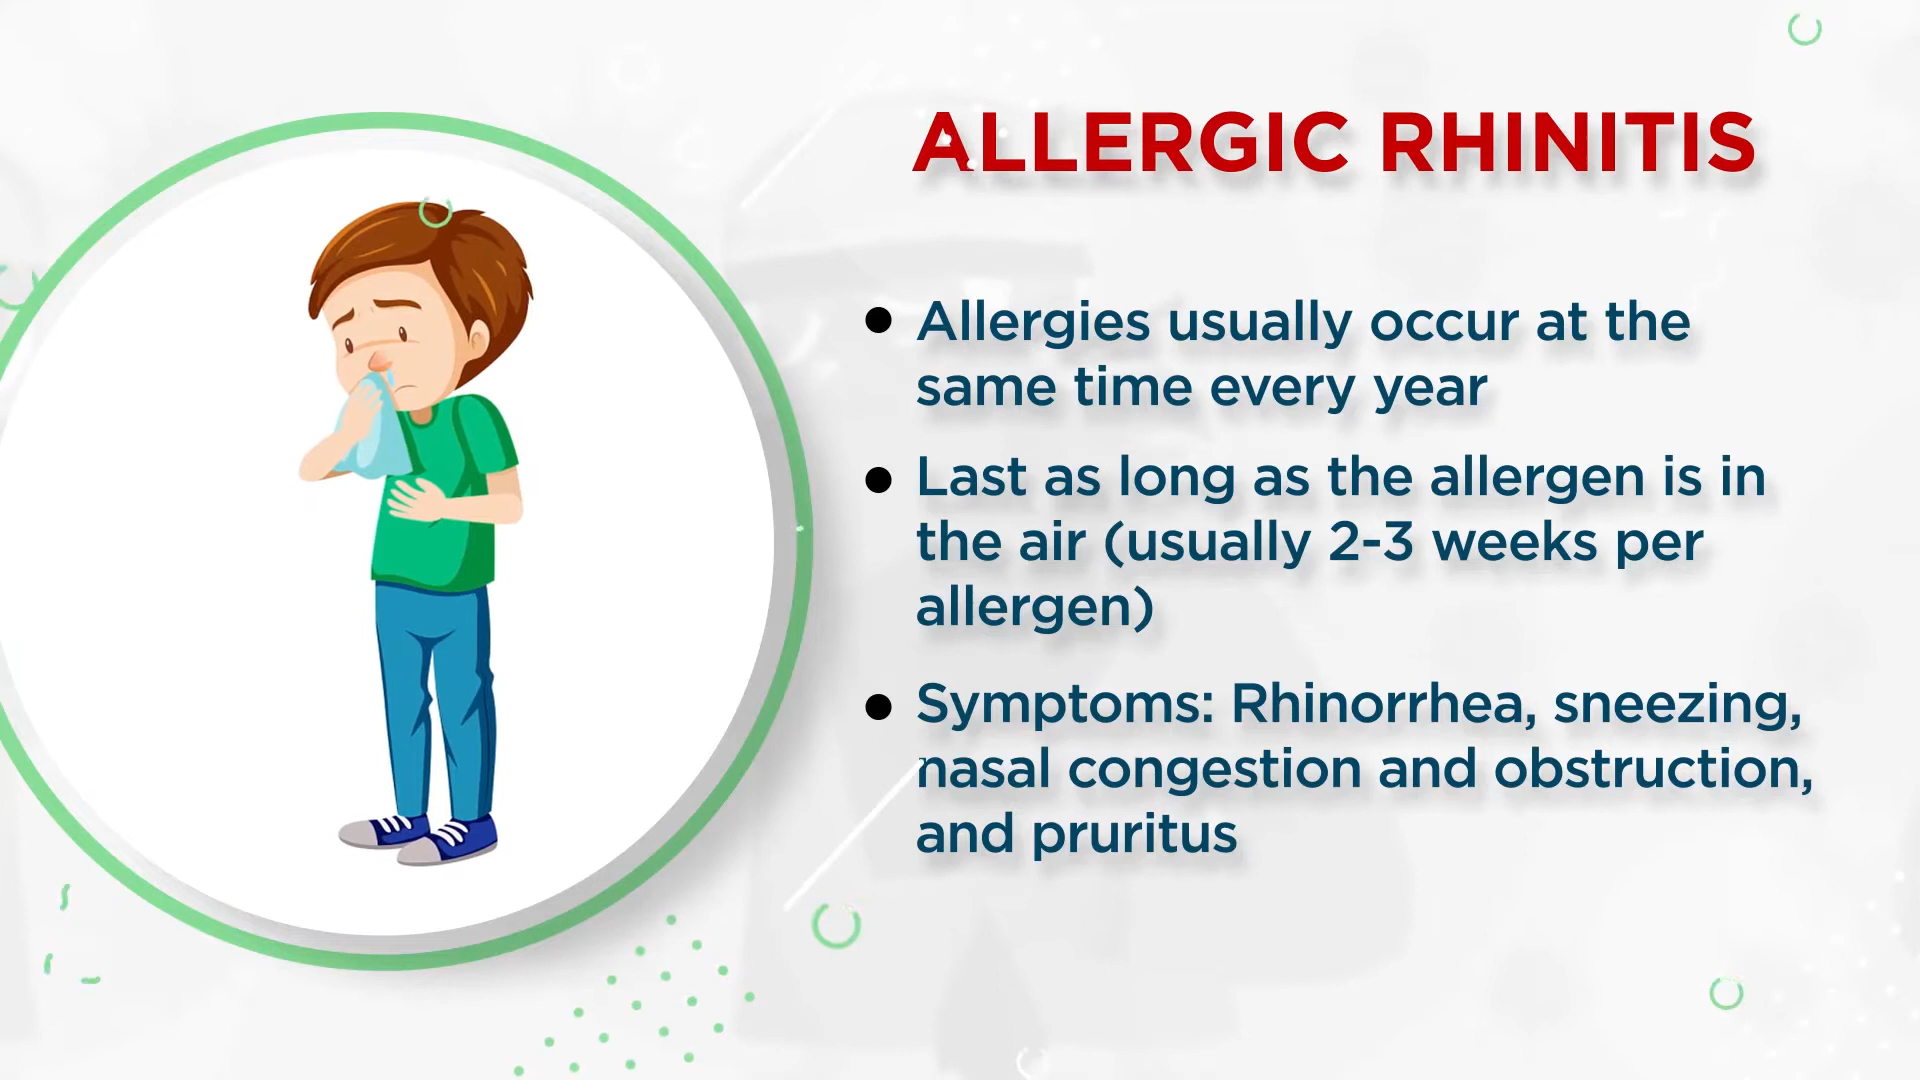 ALLERGIC RHINITIS
Allergies usually occur at the
same time every year
Last as long as the allergen is in
the air (usually 2-3 weeks per
allergen)
Symptoms: Rhinorrhea, sneezing,
nasal congestion and obstruction,
and pruritus